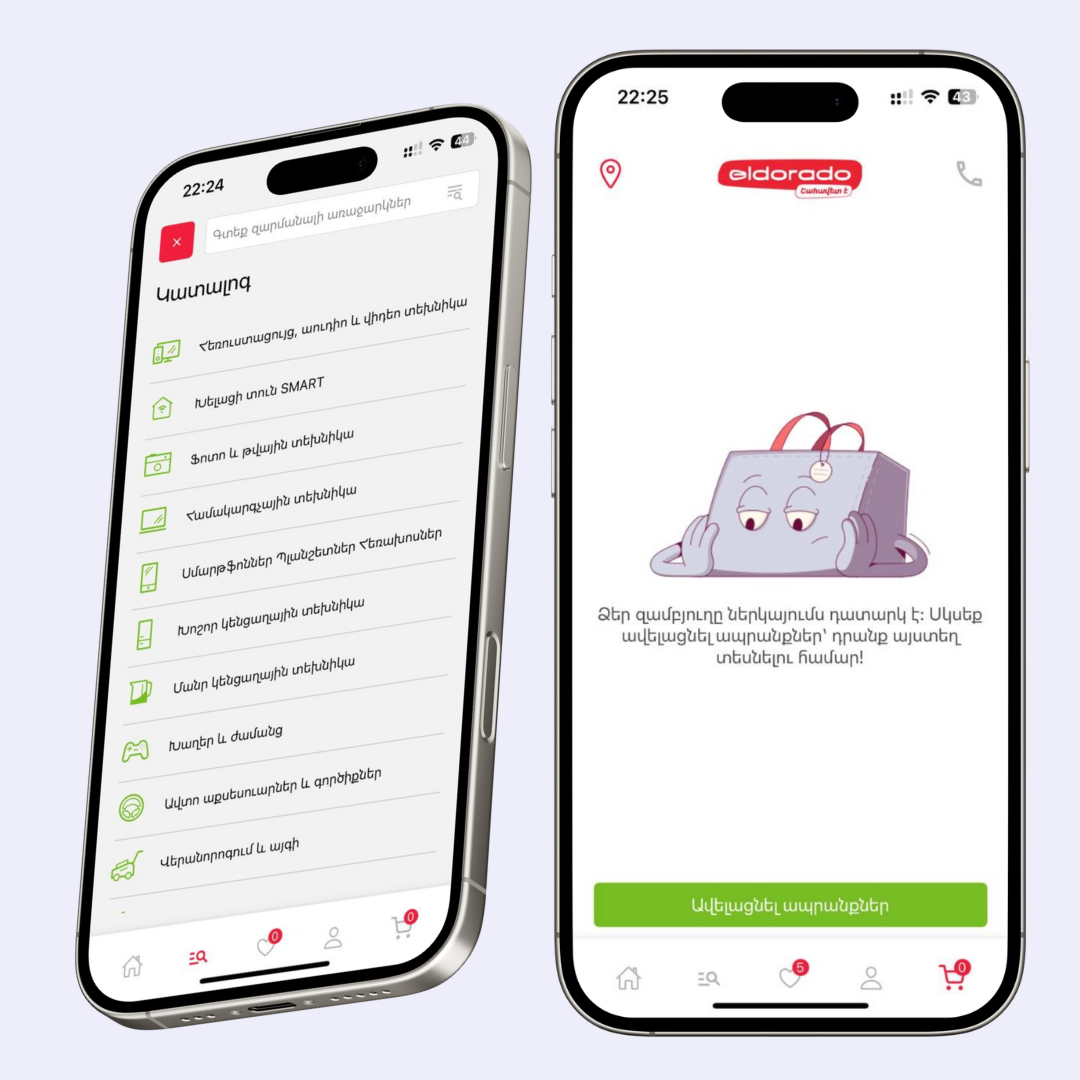 22:24
44
Գտեք զարմանալի առաջարկներ
Կատալոգ
Հեռուստացույց, աուդիո և վիդեո տեխնիկա
Խելացի տուն SMART
Ֆոտո և թվային տեխնիկա
Համակարգչային տեխնիկա
Սմարթֆոններ Պլանշետներ Հեռախոսներ
Խոշոր կենցաղային տեխնիկա
Մանր կենցաղային տեխնիկա
Խաղեր և ժամանց
Ավտո աքսեսուարներ և գործիքներ
Վերանորոգում և այգի
0
0
22:25
43
eldorado
Շահավետ է
Ձեր զամբյուղը ներկայումս դատարկ է: Սկսեք
ավելացնել ապրանքներ՝ դրանք այստեղ
տեսնելու համար!
Ավելացնել ապրանքներ
5
0